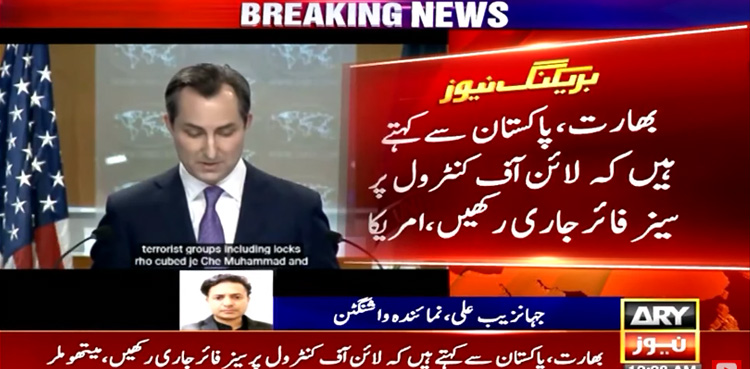 BREAKING NEWS
بریکنگ نیوز
بھارت، پاکستان سے کہتے
ہیں کہ لائن آف کنٹرول پر
سیز فائر جاری رکھیں، امریکا
terrorist groups including locks
rho cubed je Che Muhammad and
جہانزیب علی، نمائندہ واشنگٹن
ARY
نیوز
بھارت، پاکستان سے کہتے ہیں کہ لائن آف کنٹرول پر سیز فائر جاری رکھیں، میتھو ملر